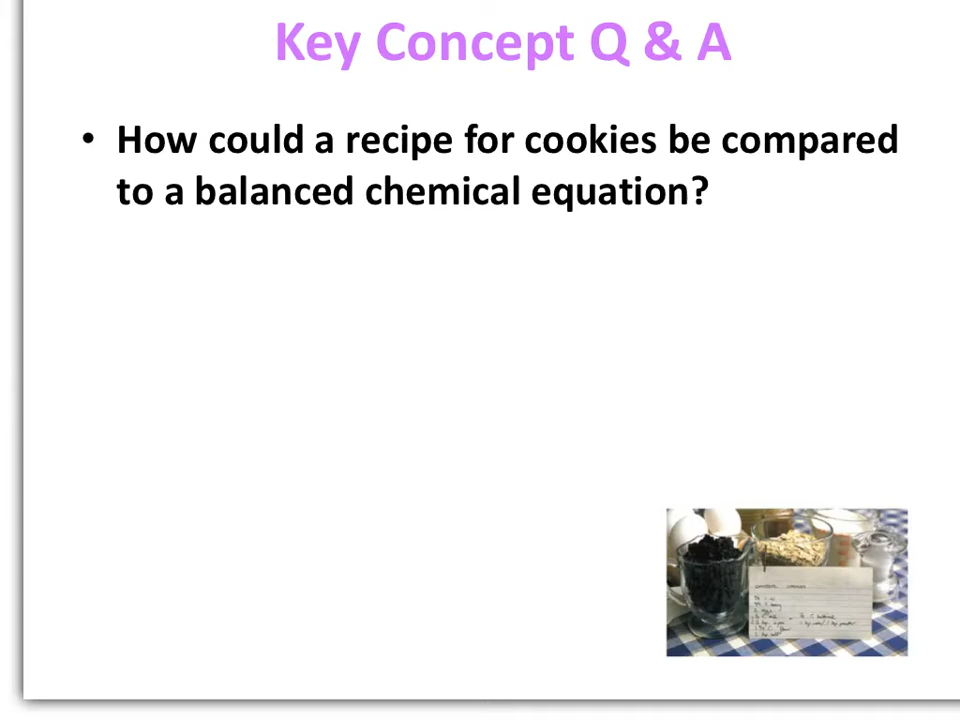 Key Concept Q & A
• How could a recipe for cookies be compared
to a balanced chemical equation?